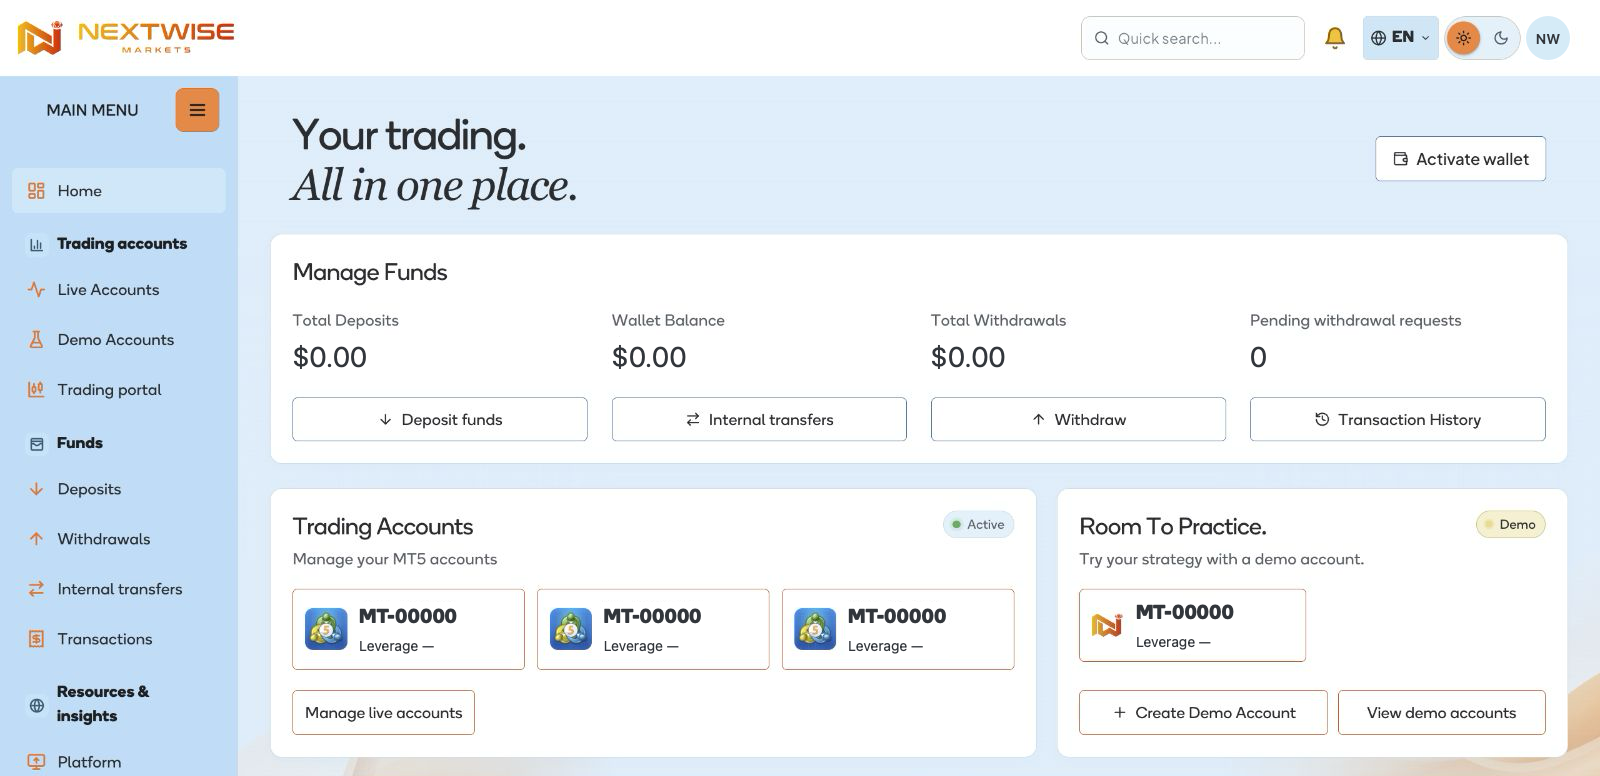 NEXTWISE
MARKETS
Quick search...
EN
NW
MAIN MENU
Home
Trading accounts
Live Accounts
Demo Accounts
Trading portal
Funds
Deposits
Withdrawals
Internal transfers
Transactions
Resources &
insights
Platform
Your trading.
All in one place.
Activate wallet
Manage Funds
Total Deposits
$0.00
Deposit funds
Wallet Balance
$0.00
Internal transfers
Total Withdrawals
$0.00
Withdraw
Pending withdrawal requests
0
Transaction History
Trading Accounts
Active
Manage your MT5 accounts
5
MT-00000
Leverage —
5
MT-00000
Leverage —
5
MT-00000
Leverage —
Manage live accounts
Room To Practice.
Demo
Try your strategy with a demo account.
MT-00000
Leverage —
Create Demo Account
View demo accounts